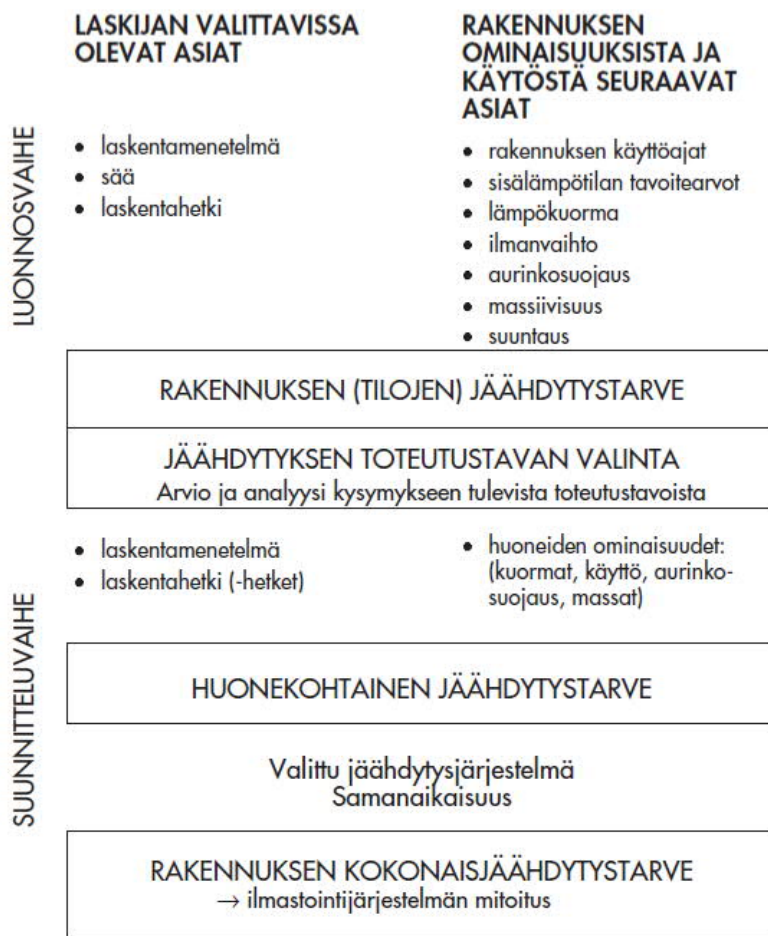 LASKIJAN VALITTAVISSA
OLEVAT ASIAT
RAKENNUKSEN
OMINAISUUKSISTA JA
KÄYTÖSTÄ SEURAAVAT
ASIAT
LUONNOSVAIHE
• laskentamenetelmä
• sää
• laskentahetki
• rakennuksen käyttöajat
• sisälämpötilan tavoitearvot
• lämpökuorma
• ilmanvaihto
• aurinkosuojaus
• massiivisuus
• suuntaus
RAKENNUKSEN (TILOJEN) JÄÄHDYTYSTARVE
JÄÄHDYTYKSEN TOTEUTUSTAVAN VALINTA
Arvio ja analyysi kysymykseen tulevista toteutustavoista
SUUNNITTELUVAIHE
• laskentamenetelmä
• laskentahetki (-hetket)
• huoneiden ominaisuudet:
(kuormat, käyttö, aurinko-
suojaus, massat)
HUONEKOHTAINEN JÄÄHDYTYSTARVE
Valittu jäähdytysjärjestelmä
Samanaikaisuus
RAKENNUKSEN KOKONAISJÄÄHDYTYSTARVE
→ ilmastointijärjestelmän mitoitus